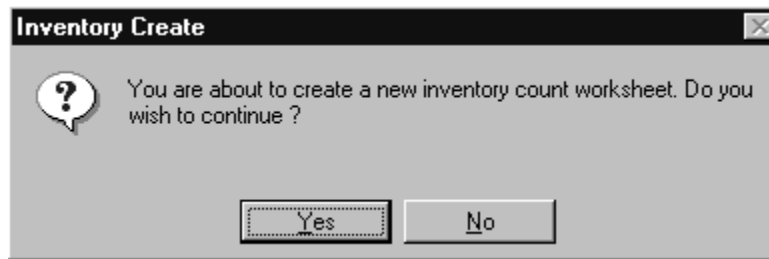 Inventory Create
You are about to create a new inventory count worksheet. Do you
wish to continue ?
Yes
No